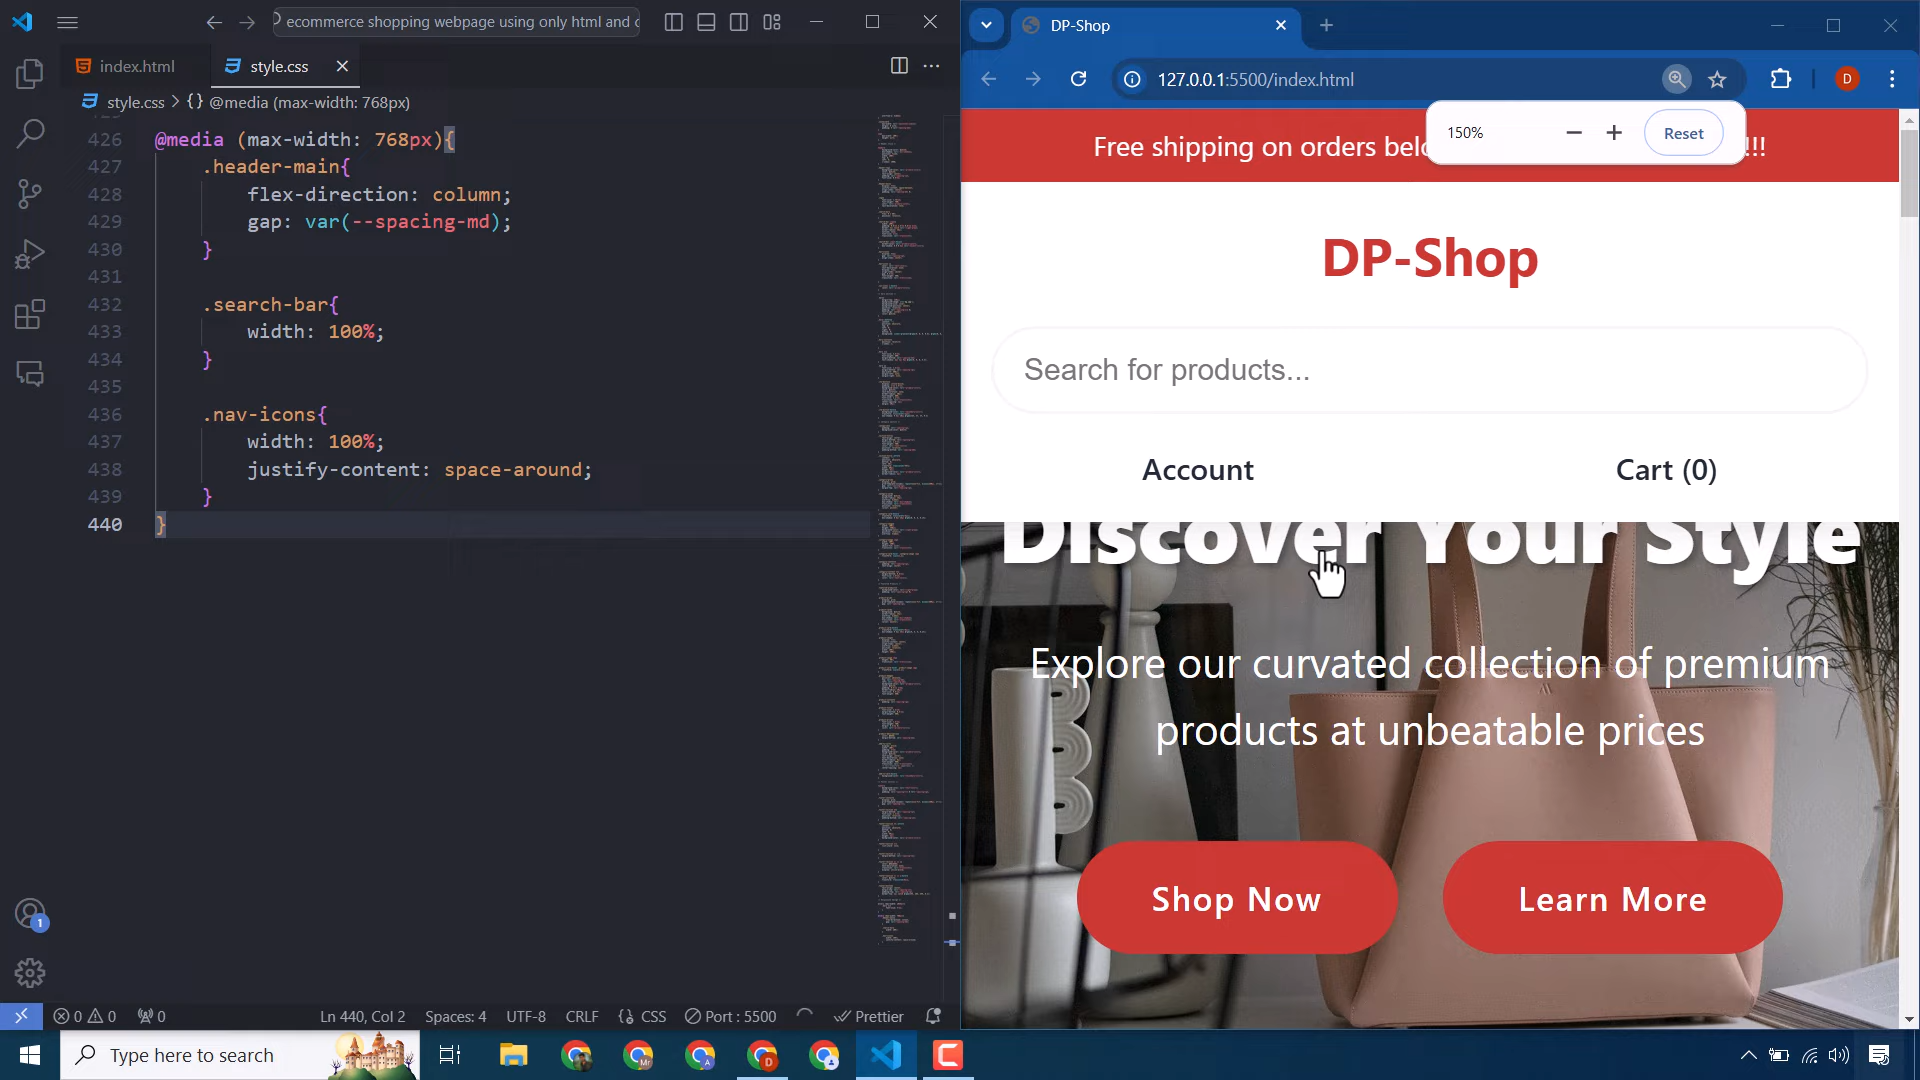 ecommerce shopping webpage using only html and c
index.html
style.css
style.css > {} @media (max-width: 768px)
426 @media (max-width: 768px){
427 .header-main{
428 flex-direction: column;
429 gap: var(--spacing-md);
430 }
431
432 .search-bar{
433 width: 100%;
434 }
435
436 .nav-icons{
437 width: 100%;
438 justify-content: space-around;
439 }
440 }
1
0 0 0
Ln 440, Col 2
Spaces: 4
UTF-8
CRLF
{} CSS
Port : 5500
Prettier
DP-Shop
127.0.0.1:5500/index.html
D
150%
Reset
Free shipping on orders !!!
DP-Shop
Search for products...
Account
Cart (0)
Discover Your Style
Explore our curvated collection of premium
products at unbeatable prices
Shop Now
Learn More
Type here to search